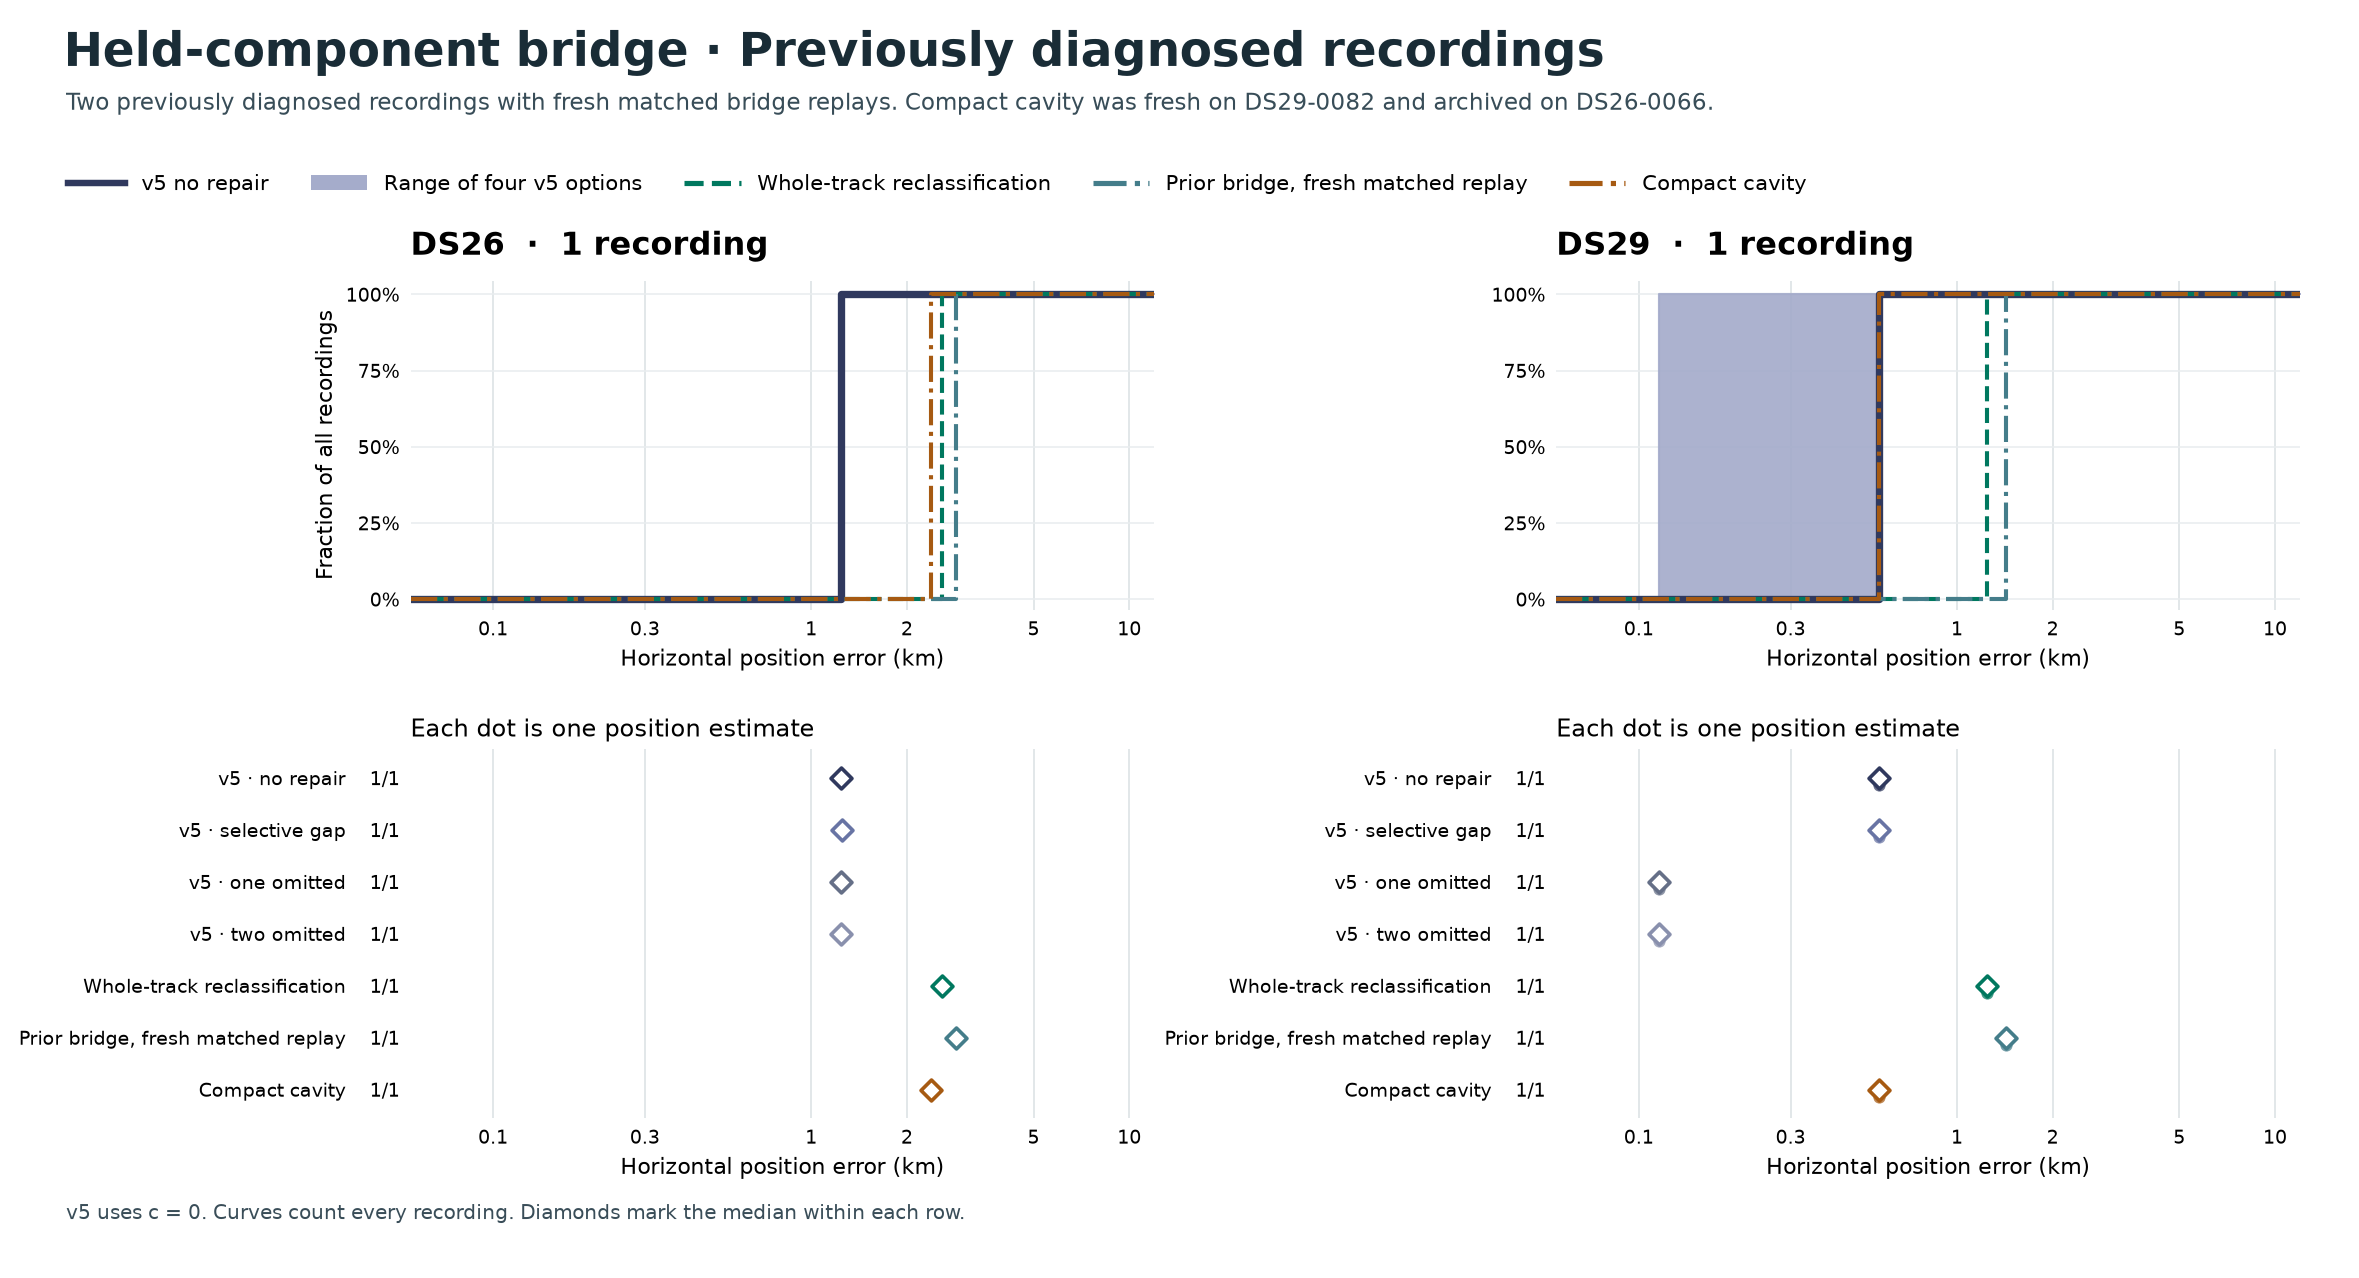 Held-component bridge · Previously diagnosed recordings
Two previously diagnosed recordings with fresh matched bridge replays. Compact cavity was fresh on DS29-0082 and archived on DS26-0066.
v5 no repair
Range of four v5 options
Whole-track reclassification
Prior bridge, fresh matched replay
Compact cavity
DS26 · 1 recording
Fraction of all recordings
100%
75%
50%
25%
0%
0.1 0.3 1 2 5 10
Horizontal position error (km)
DS29 · 1 recording
100%
75%
50%
25%
0%
0.1 0.3 1 2 5 10
Horizontal position error (km)
Each dot is one position estimate
v5 · no repair 1/1
v5 · selective gap 1/1
v5 · one omitted 1/1
v5 · two omitted 1/1
Whole-track reclassification 1/1
Prior bridge, fresh matched replay 1/1
Compact cavity 1/1
0.1 0.3 1 2 5 10
Horizontal position error (km)
Each dot is one position estimate
v5 · no repair 1/1
v5 · selective gap 1/1
v5 · one omitted 1/1
v5 · two omitted 1/1
Whole-track reclassification 1/1
Prior bridge, fresh matched replay 1/1
Compact cavity 1/1
0.1 0.3 1 2 5 10
Horizontal position error (km)
v5 uses c = 0. Curves count every recording. Diamonds mark the median within each row.